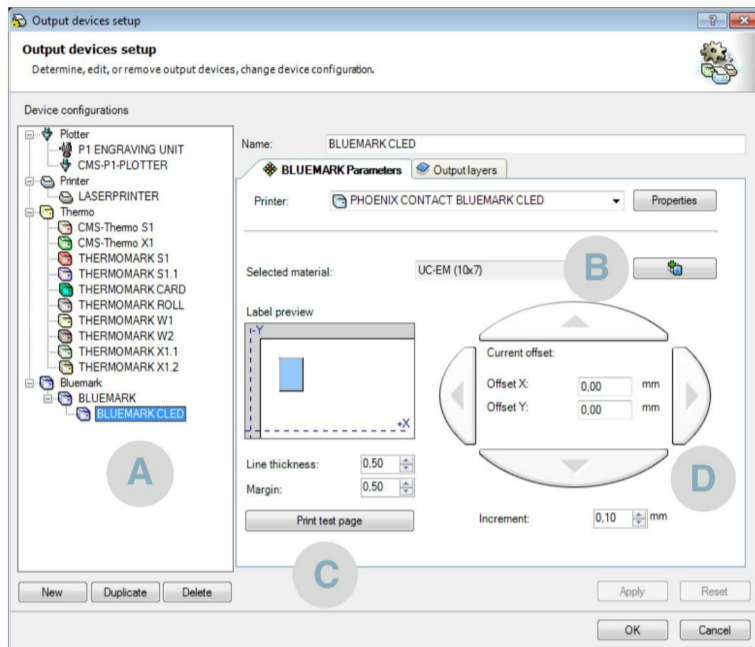 Output devices setup
Output devices setup
Determine, edit, or remove output devices, change device configuration.
Device configurations
Plotter
P1 ENGRAVING UNIT
CMS-P1-PLOTTER
Printer
LASERPRINTER
Thermo
CMS-Thermo S1
CMS-Thermo X1
THERMOMARK S1
THERMOMARK S1.1
THERMOMARK CARD
THERMOMARK ROLL
THERMOMARK W1
THERMOMARK W2
THERMOMARK X1.1
THERMOMARK X1.2
Bluemark
BLUEMARK
BLUEMARK CLED
A
New Duplicate Delete
Name: BLUEMARK CLED
BLUEMARK Parameters Output layers
Printer: PHOENIX CONTACT BLUEMARK CLED Properties
Selected material: UC-EM (10x7) B
Label preview
-Y
+X
Current offset:
Offset X: 0,00 mm
Offset Y: 0,00 mm
Line thickness: 0,50
Margin: 0,50
D
Print test page
Increment: 0,10 mm
C
Apply Reset
OK Cancel